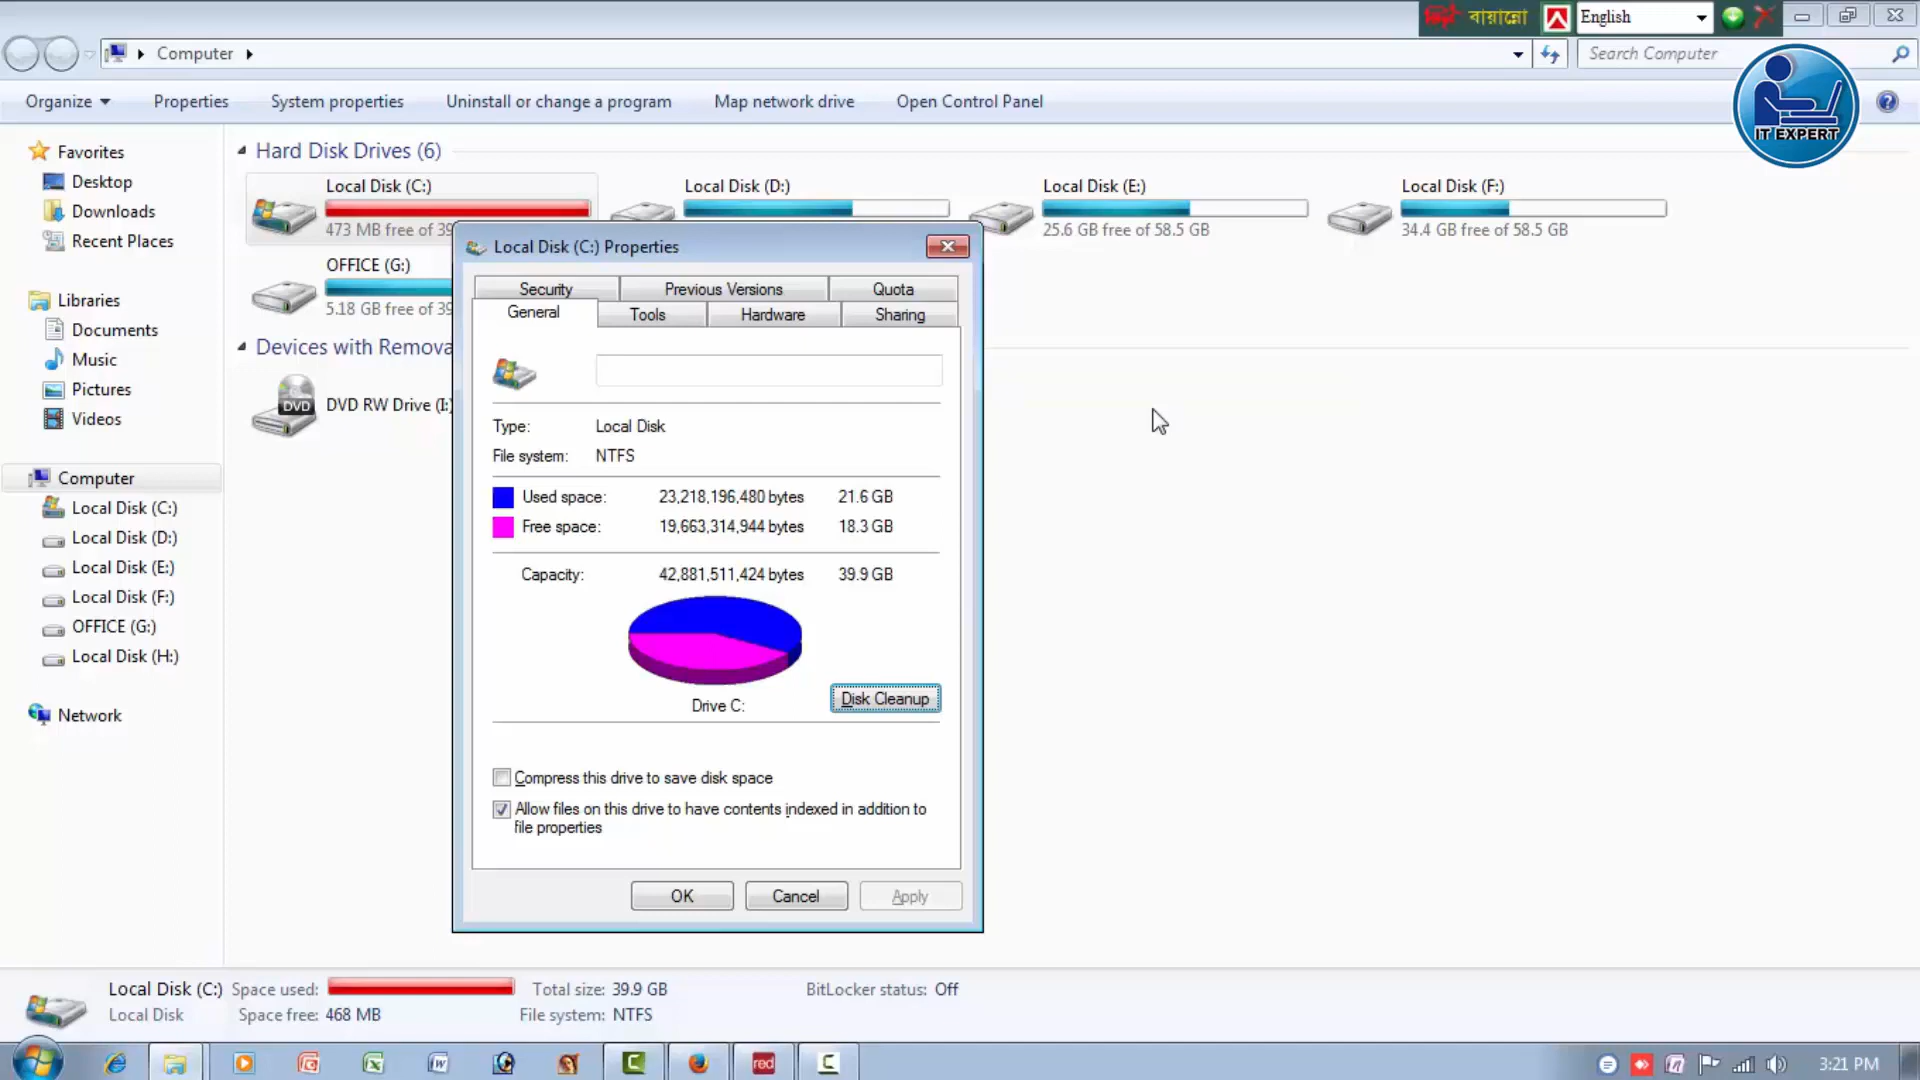 বায়ান্নো
English
Computer
Search Computer
Organize
Properties
System properties
Uninstall or change a program
Map network drive
Open Control Panel
IT EXPERT
Favorites
Desktop
Downloads
Recent Places
Libraries
Documents
Music
Pictures
Videos
Computer
Local Disk (C:)
Local Disk (D:)
Local Disk (E:)
Local Disk (F:)
OFFICE (G:)
Local Disk (H:)
Network
Hard Disk Drives (6)
Local Disk (C:)
473 MB free of 39
Local Disk (D:)
Local Disk (E:)
25.6 GB free of 58.5 GB
Local Disk (F:)
34.4 GB free of 58.5 GB
OFFICE (G:)
5.18 GB free of 39
Devices with Remova
DVD
DVD RW Drive (I:)
Local Disk (C:) Properties
Security
Previous Versions
Quota
General
Tools
Hardware
Sharing
Type: Local Disk
File system: NTFS
Used space: 23,218,196,480 bytes 21.6 GB
Free space: 19,663,314,944 bytes 18.3 GB
Capacity: 42,881,511,424 bytes 39.9 GB
Drive C:
Disk Cleanup
Compress this drive to save disk space
Allow files on this drive to have contents indexed in addition to
file properties
OK
Cancel
Apply
Local Disk (C:) Space used: Total size: 39.9 GB BitLocker status: Off
Local Disk Space free: 468 MB File system: NTFS
red
3:21 PM